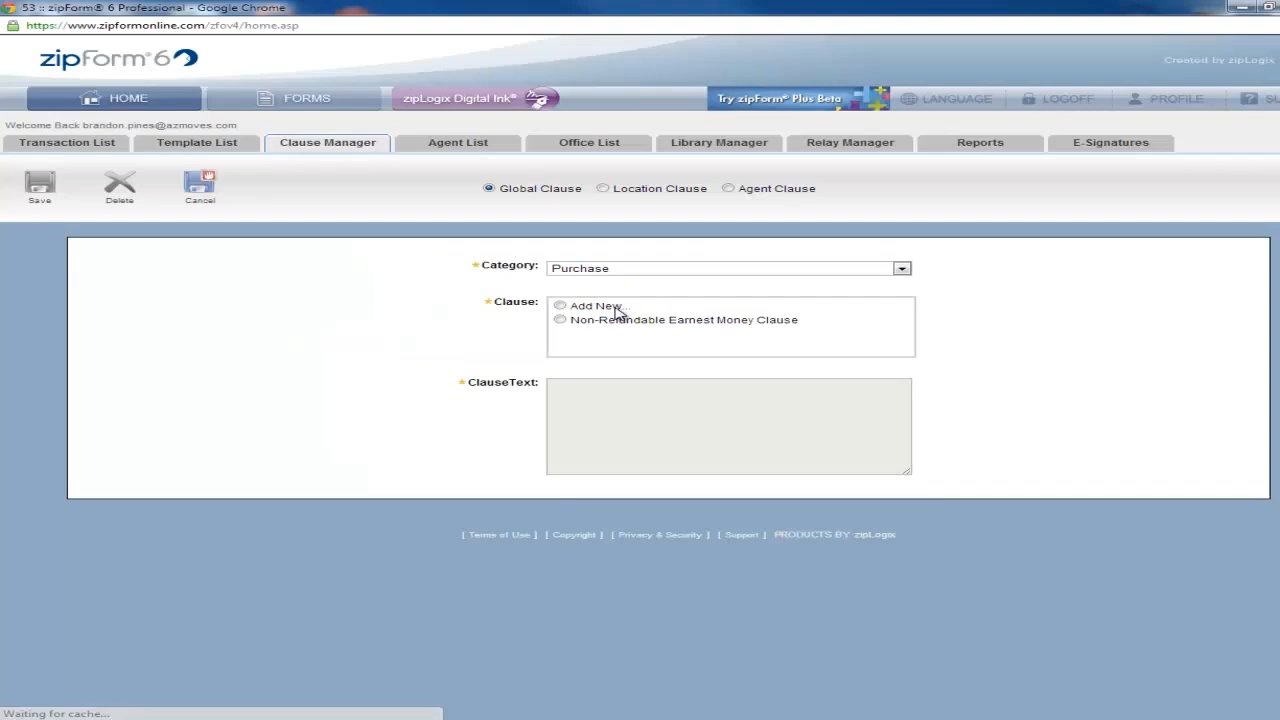 53 :: zipForm® 6 Professional - Google Chrome
https://www.zipformonline.com/zfov4/home.asp
zipForm®6
Created by zipLogix
HOME FORMS zipLogix Digital Ink® Try zipForm® Plus Beta LANGUAGE LOGOFF PROFILE SU
Welcome Back brandon.pines@azmoves.com
Transaction List Template List Clause Manager Agent List Office List Library Manager Relay Manager Reports E-Signatures
Save Delete Cancel
Global Clause Location Clause Agent Clause
*Category: Purchase
*Clause: Add New...
Non-Refundable Earnest Money Clause
*ClauseText:
[ Terms of Use ] [ Copyright ] [ Privacy & Security ] [ Support ] PRODUCTS BY zipLogix
Waiting for cache...